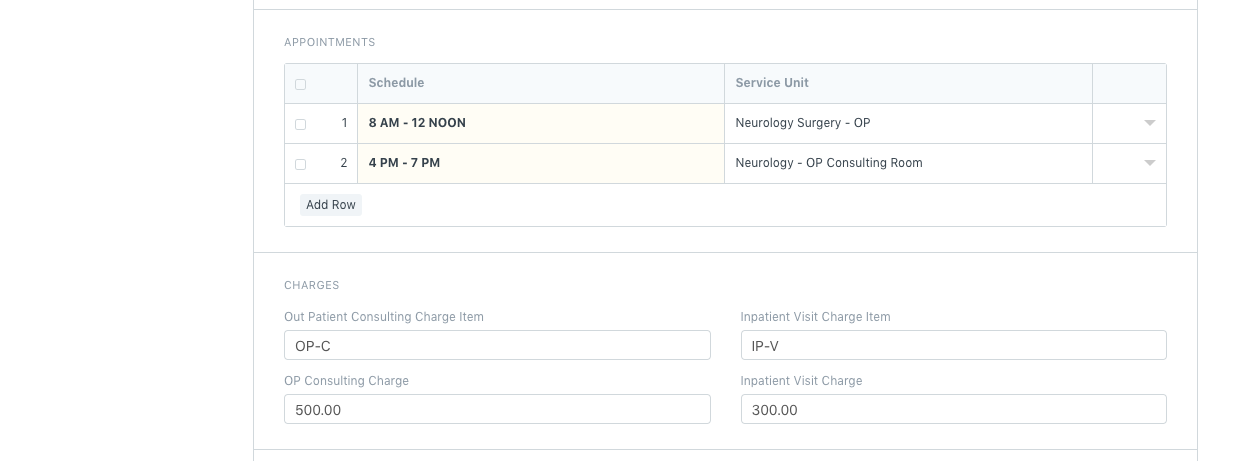 APPOINTMENTS
Schedule Service Unit
1 8 AM - 12 NOON Neurology Surgery - OP
2 4 PM - 7 PM Neurology - OP Consulting Room
Add Row
CHARGES
Out Patient Consulting Charge Item Inpatient Visit Charge Item
OP-C IP-V
OP Consulting Charge Inpatient Visit Charge
500.00 300.00